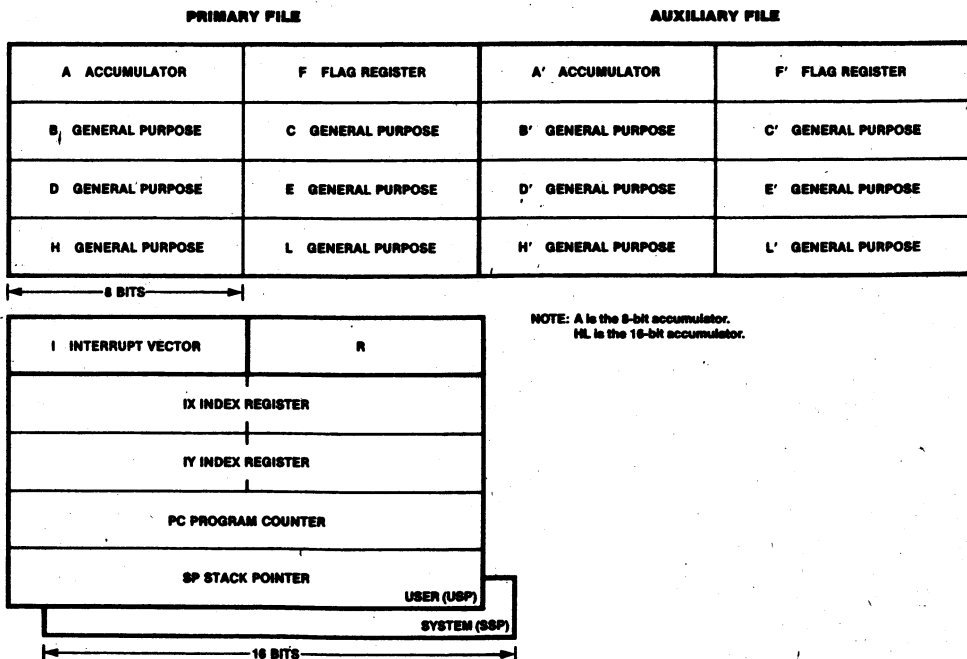 PRIMARY FILE
AUXILIARY FILE
A ACCUMULATOR
F FLAG REGISTER
A' ACCUMULATOR
F' FLAG REGISTER
B GENERAL PURPOSE
C GENERAL PURPOSE
B' GENERAL PURPOSE
C' GENERAL PURPOSE
D GENERAL PURPOSE
E GENERAL PURPOSE
D' GENERAL PURPOSE
E' GENERAL PURPOSE
H GENERAL PURPOSE
L GENERAL PURPOSE
H' GENERAL PURPOSE
L' GENERAL PURPOSE
8 BITS
NOTE: A is the 8-bit accumulator.
HL is the 16-bit accumulator.
I INTERRUPT VECTOR
R
IX INDEX REGISTER
IY INDEX REGISTER
PC PROGRAM COUNTER
SP STACK POINTER
USER (USP)
SYSTEM (SSP)
16 BITS